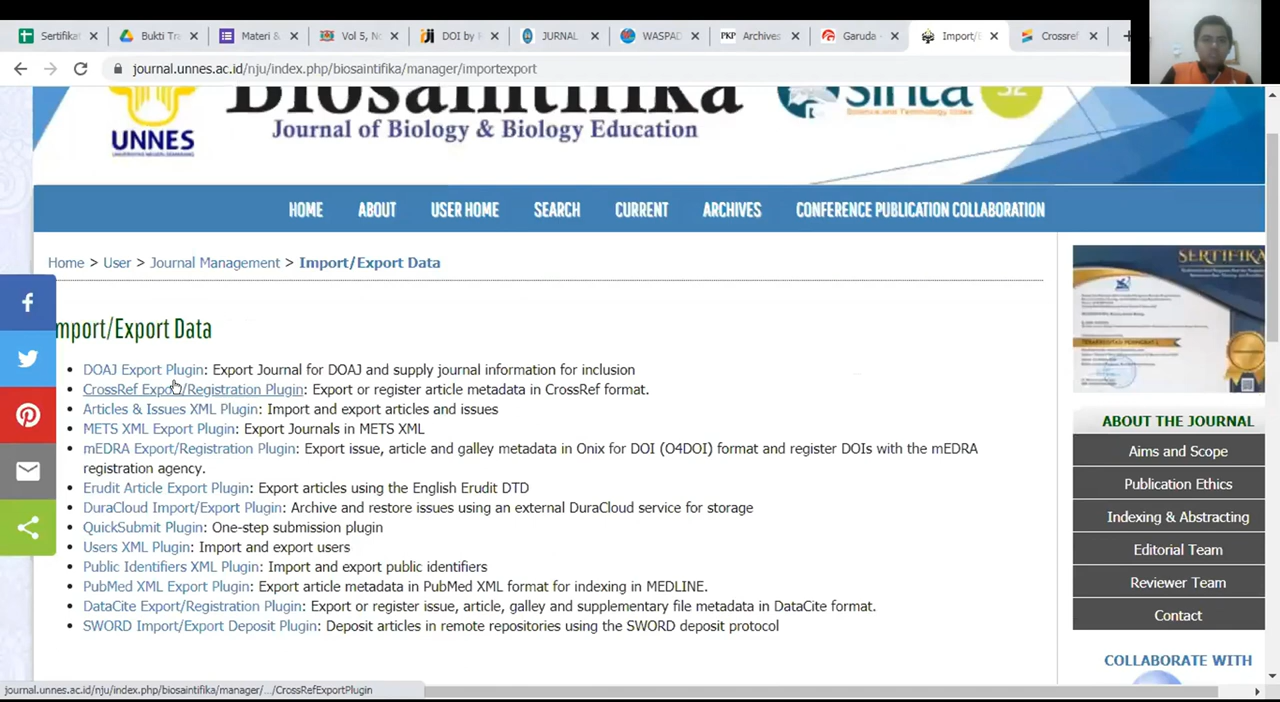 Sertifikat
Bukti Tra
Materi &
Vol 5, No
DOI by
JURNAL
WASPAD
PKP
Archives
Garuda -
Import/E
Crossref
journal.unnes.ac.id/nju/index.php/biosaintifika/manager/importexport
UNNES
Biosaintifika
Journal of Biology & Biology Education
Sinta
Science and Technology Index
S2
HOME
ABOUT
USER HOME
SEARCH
CURRENT
ARCHIVES
CONFERENCE PUBLICATION COLLABORATION
Home > User > Journal Management > Import/Export Data
mport/Export Data
DOAJ Export Plugin: Export Journal for DOAJ and supply journal information for inclusion
CrossRef Export/Registration Plugin: Export or register article metadata in CrossRef format.
Articles & Issues XML Plugin: Import and export articles and issues
METS XML Export Plugin: Export Journals in METS XML
mEDRA Export/Registration Plugin: Export issue, article and galley metadata in Onix for DOI (O4DOI) format and register DOIs with the mEDRA
registration agency.
Erudit Article Export Plugin: Export articles using the English Erudit DTD
DuraCloud Import/Export Plugin: Archive and restore issues using an external DuraCloud service for storage
QuickSubmit Plugin: One-step submission plugin
Users XML Plugin: Import and export users
Public Identifiers XML Plugin: Import and export public identifiers
PubMed XML Export Plugin: Export article metadata in PubMed XML format for indexing in MEDLINE.
DataCite Export/Registration Plugin: Export or register issue, article, galley and supplementary file metadata in DataCite format.
SWORD Import/Export Deposit Plugin: Deposit articles in remote repositories using the SWORD deposit protocol
SERTIFIKA
ABOUT THE JOURNAL
Aims and Scope
Publication Ethics
Indexing & Abstracting
Editorial Team
Reviewer Team
Contact
COLLABORATE WITH
journal.unnes.ac.id/nju/index.php/biosaintifika/manager/.../CrossRefExportPlugin